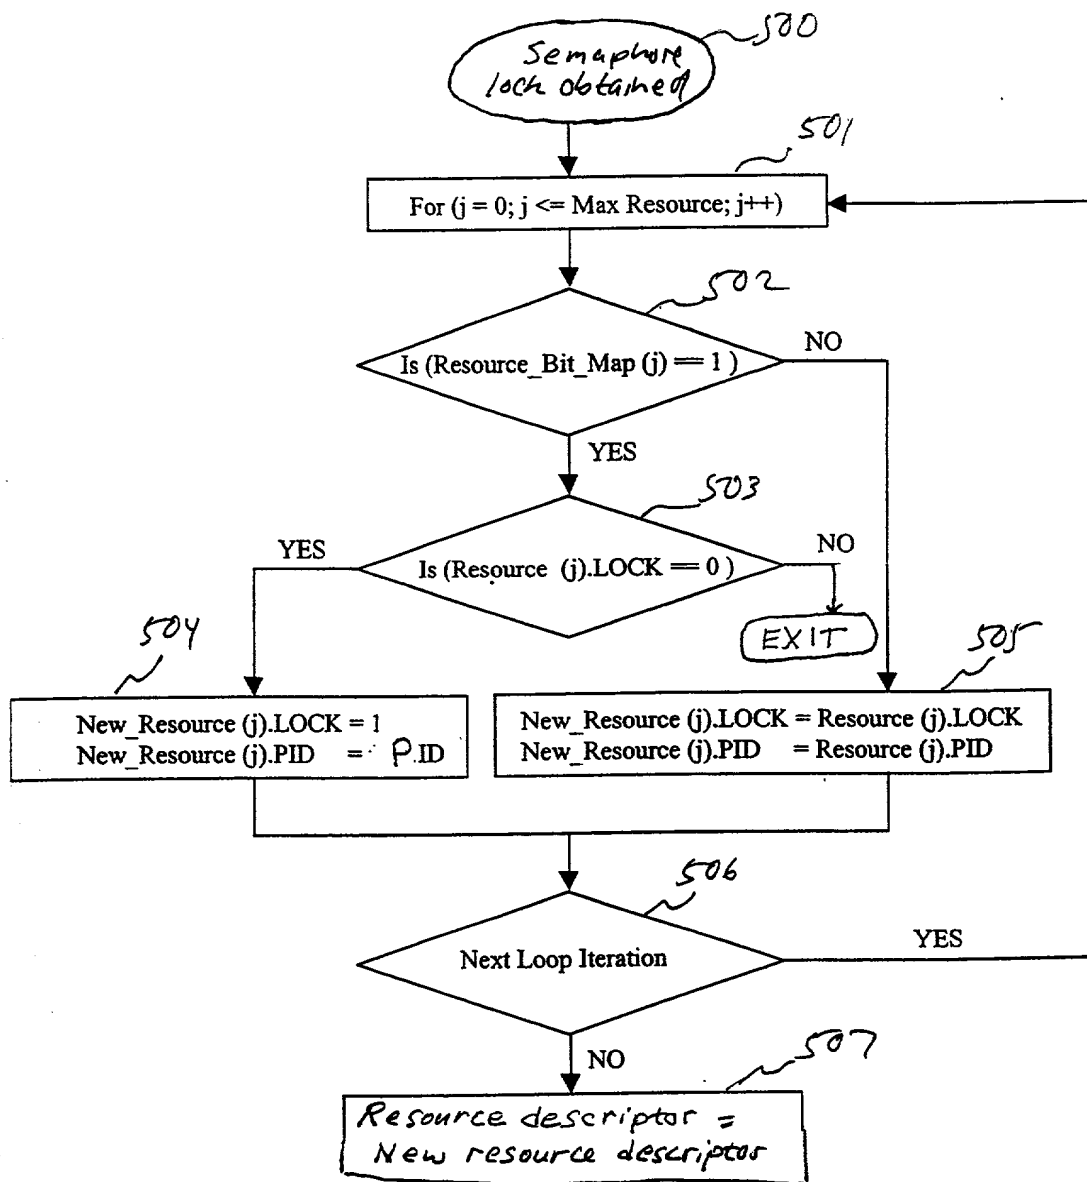 500
Semaphore
lock obtained
501
For (j = 0; j <= Max Resource; j++)
502
Is (Resource_Bit_Map (j) == 1 )
NO
YES
503
Is (Resource (j).LOCK == 0 )
YES
NO
EXIT
504
505
New_Resource (j).LOCK = 1
New_Resource (j).PID = P.ID
New_Resource (j).LOCK = Resource (j).LOCK
New_Resource (j).PID = Resource (j).PID
506
Next Loop Iteration
YES
NO
507
Resource descriptor =
New resource descriptor